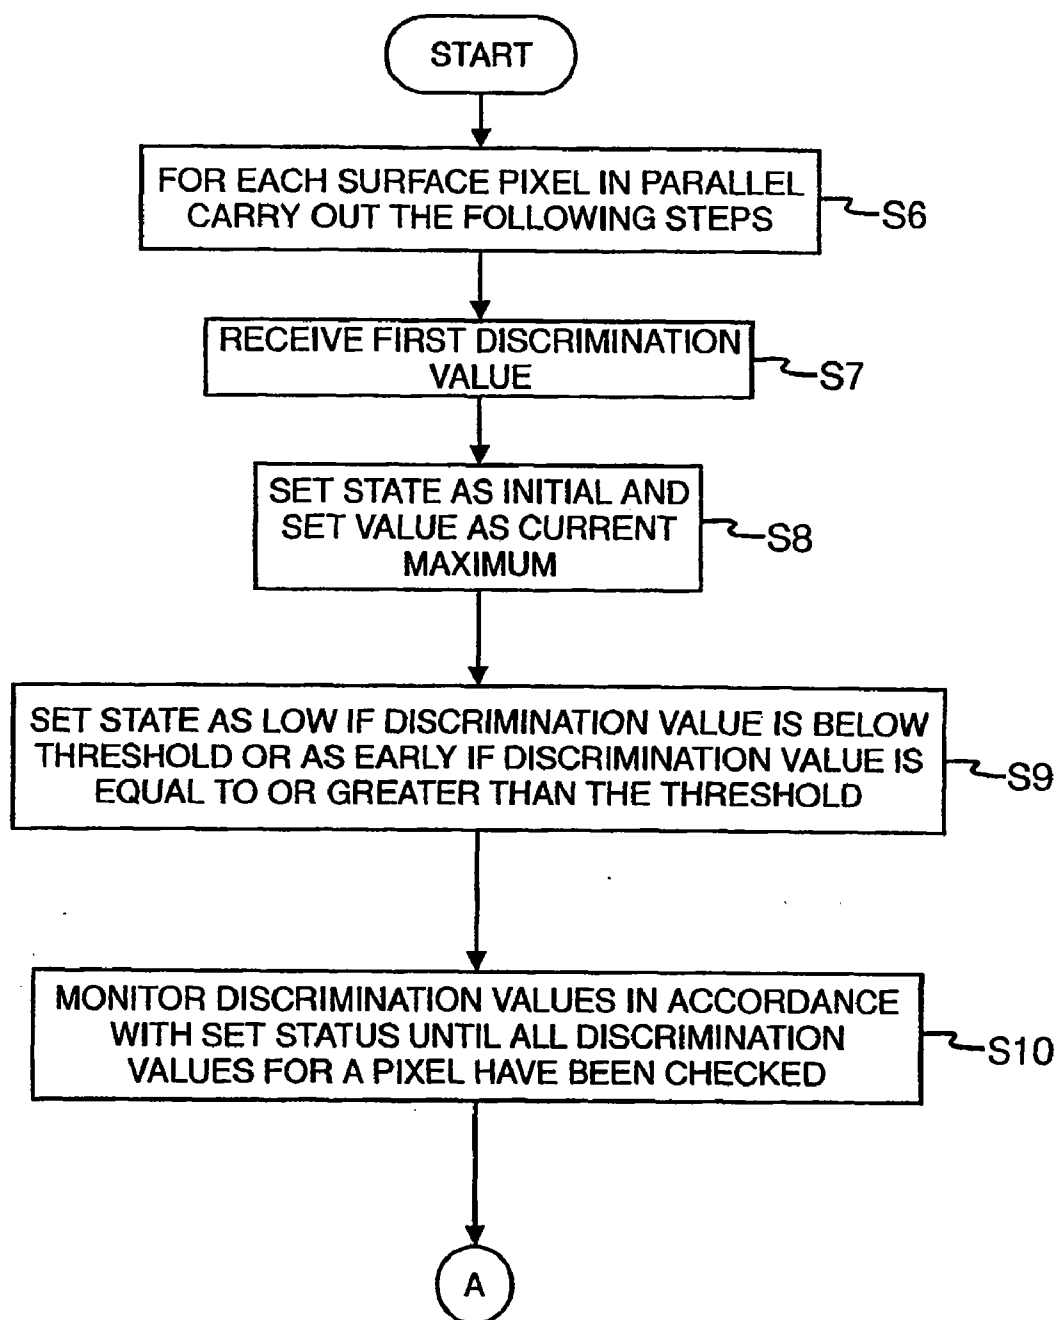 START
FOR EACH SURFACE PIXEL IN PARALLEL
CARRY OUT THE FOLLOWING STEPS
S6
RECEIVE FIRST DISCRIMINATION
VALUE
S7
SET STATE AS INITIAL AND
SET VALUE AS CURRENT
MAXIMUM
S8
SET STATE AS LOW IF DISCRIMINATION VALUE IS BELOW
THRESHOLD OR AS EARLY IF DISCRIMINATION VALUE IS
EQUAL TO OR GREATER THAN THE THRESHOLD
S9
MONITOR DISCRIMINATION VALUES IN ACCORDANCE
WITH SET STATUS UNTIL ALL DISCRIMINATION
VALUES FOR A PIXEL HAVE BEEN CHECKED
S10
A